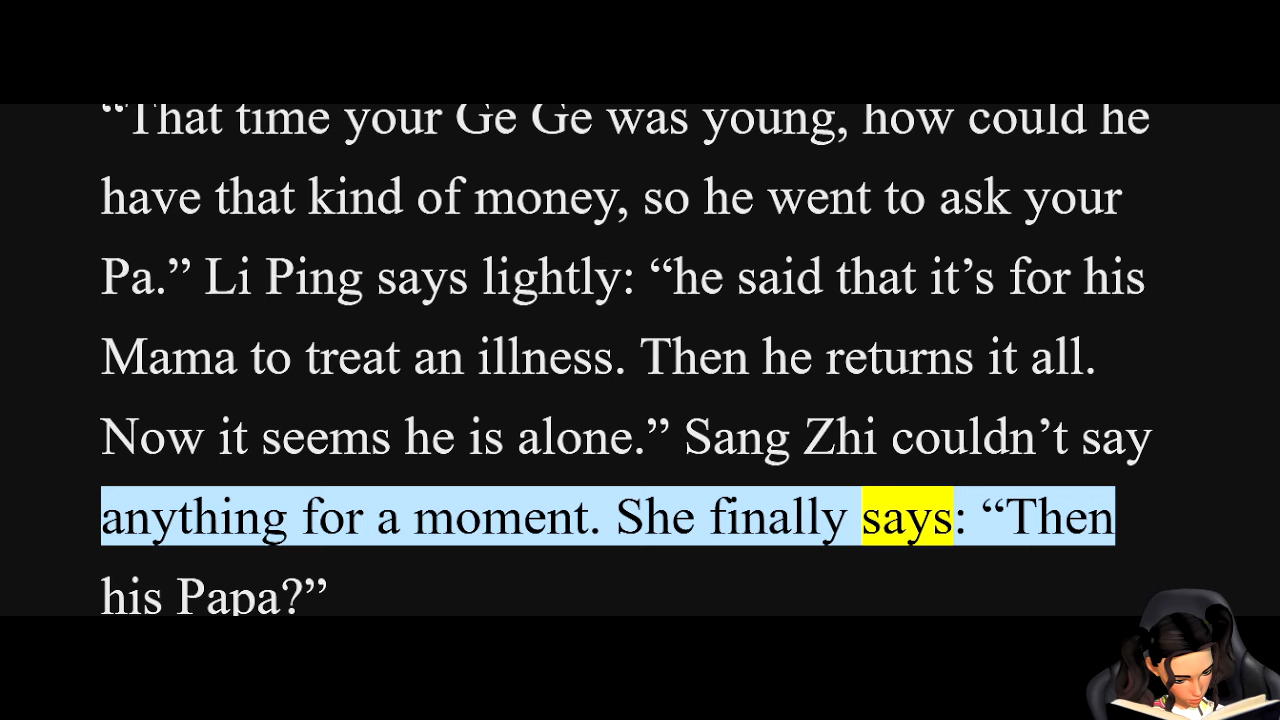 “That time your Ge Ge was young, how could he
have that kind of money, so he went to ask your
Pa.” Li Ping says lightly: “he said that it’s for his
Mama to treat an illness. Then he returns it all.
Now it seems he is alone.” Sang Zhi couldn’t say
anything for a moment. She finally says: “Then
his Papa?”